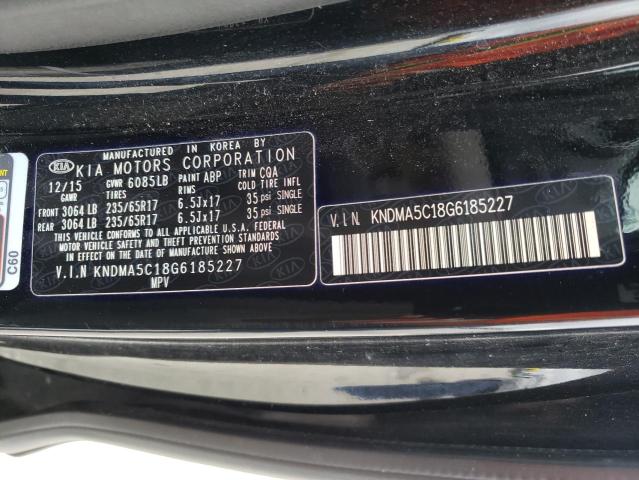 MANUFACTURED IN KOREA BY
KIA KIA MOTORS CORPORATION
12/15 GVWR 6085LB PAINT ABP TRIM CQA
GAWR TIRES RIMS COLD TIRE INFL
FRONT 3064 LB 235/65R17 6.5Jx17 35 psi SINGLE
REAR 3064 LB 235/65R17 6.5Jx17 35 psi SINGLE
THIS VEHICLE CONFORMS TO ALL APPLICABLE U.S.A. FEDERAL
MOTOR VEHICLE SAFETY STANDARDS IN EFFECT ON THE
DATE OF MANUFACTURE SHOWN ABOVE.
V.I.N KNDMA5C18G6185227
MPV
V.I.N KNDMA5C18G6185227
C60